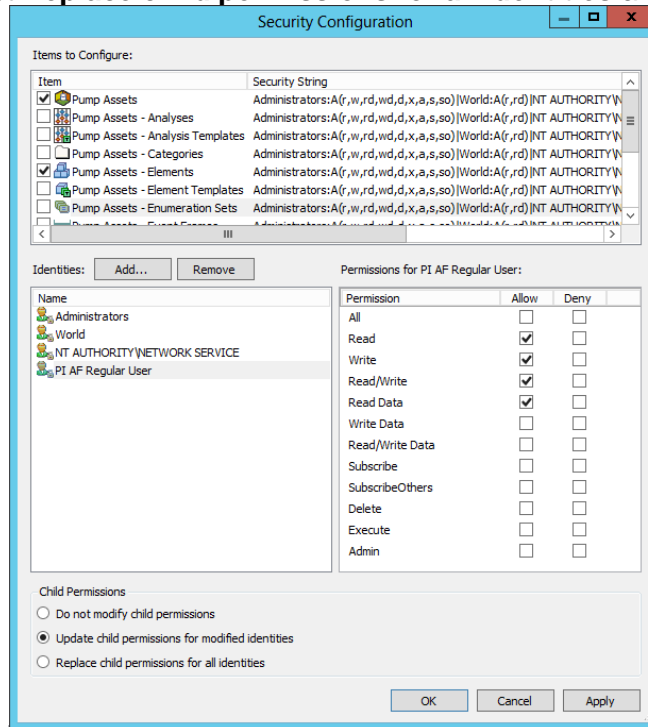 Security Configuration
Items to Configure:
Item Security String
Pump Assets Administrators:A(r,w,rd,wd,d,x,a,s,so)|World:A(r,rd)|NT AUTHORITY\N
Pump Assets - Analyses Administrators:A(r,w,rd,wd,d,x,a,s,so)|World:A(r,rd)|NT AUTHORITY\N
Pump Assets - Analysis Templates Administrators:A(r,w,rd,wd,d,x,a,s,so)|World:A(r,rd)|NT AUTHORITY\N
Pump Assets - Categories Administrators:A(r,w,rd,wd,d,x,a,s,so)|World:A(r,rd)|NT AUTHORITY\N
Pump Assets - Elements Administrators:A(r,w,rd,wd,d,x,a,s,so)|World:A(r,rd)|NT AUTHORITY\N
Pump Assets - Element Templates Administrators:A(r,w,rd,wd,d,x,a,s,so)|World:A(r,rd)|NT AUTHORITY\N
Pump Assets - Enumeration Sets Administrators:A(r,w,rd,wd,d,x,a,s,so)|World:A(r,rd)|NT AUTHORITY\N
Identities: Add... Remove Permissions for PI AF Regular User:
Name Permission Allow Deny
Administrators All
World Read
NT AUTHORITY\NETWORK SERVICE Write
PI AF Regular User Read/Write
Read Data
Write Data
Read/Write Data
Subscribe
SubscribeOthers
Delete
Execute
Admin
Child Permissions
Do not modify child permissions
Update child permissions for modified identities
Replace child permissions for all identities
OK Cancel Apply